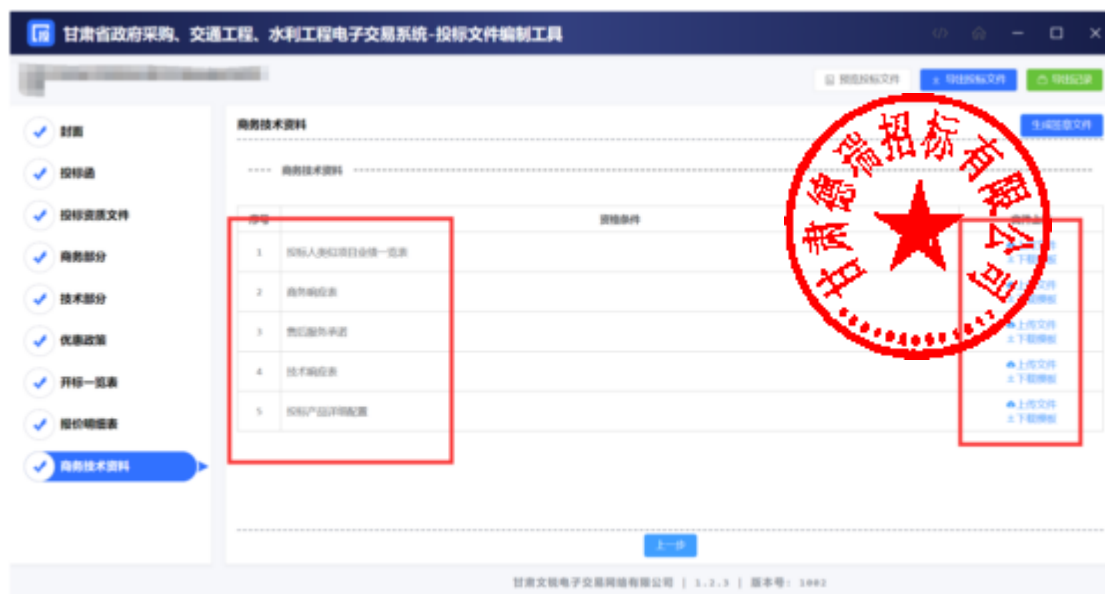 甘肃省政府采购、交通工程、水利工程电子交易系统-投标文件编制工具
预览投标文件
导出投标文件
导出记录
封面
投标函
投标资质文件
商务部分
技术部分
优惠政策
开标一览表
报价明细表
商务技术资料
商务技术资料
生成签章文件
商务技术资料
序号 资格条件
1 投标人类似项目业绩一览表
2 商务响应表 上传文件
下载模板
3 售后服务承诺 上传文件
下载模板
4 技术响应表 上传文件
下载模板
5 投标产品详细配置 上传文件
下载模板
甘肃德瑞招标有限公司
上一步
甘肃文锐电子交易网络有限公司 | 1.2.3 | 版本号: 1002